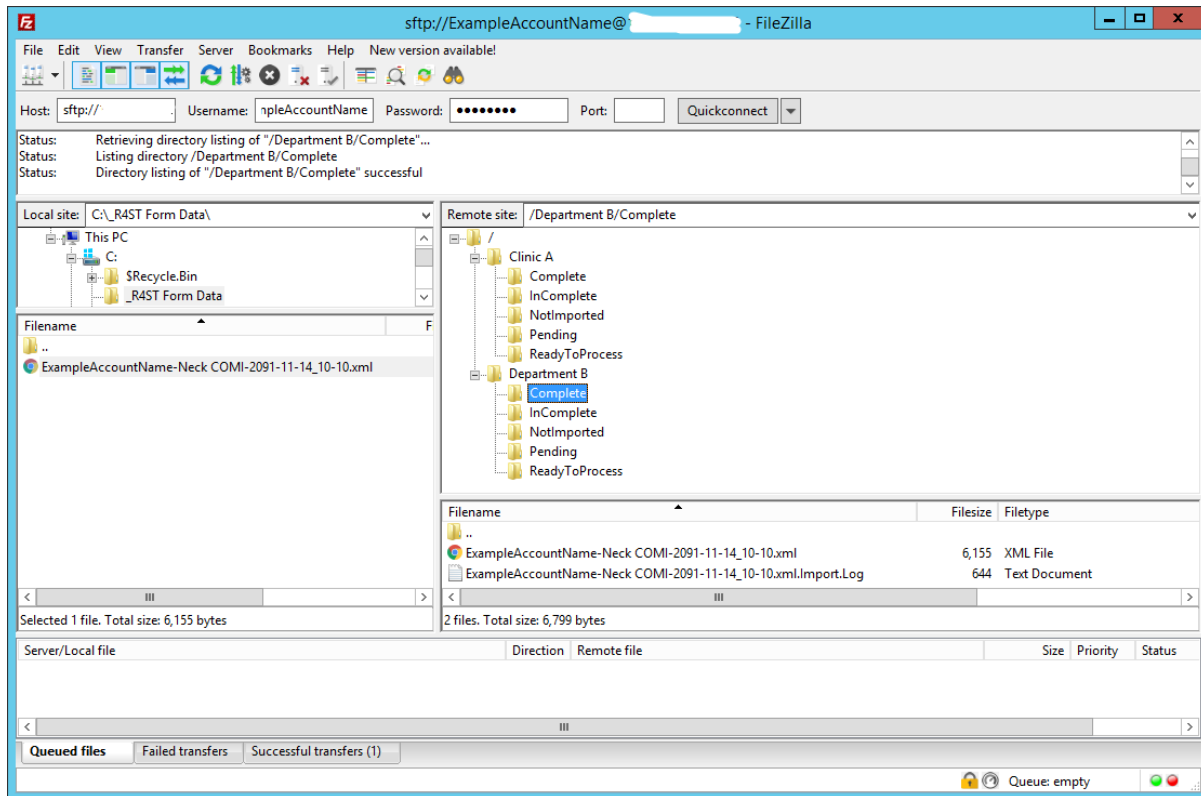 sftp://ExampleAccountName@ - FileZilla
File Edit View Transfer Server Bookmarks Help New version available!
Host: sftp:// Username: npleAccountName Password: ●●●●●●●● Port: Quickconnect
Status: Retrieving directory listing of "/Department B/Complete"...
Status: Listing directory /Department B/Complete
Status: Directory listing of "/Department B/Complete" successful
Local site: C:\_R4ST Form Data\
This PC
C:
$Recycle.Bin
_R4ST Form Data
Filename F
..
ExampleAccountName-Neck COMI-2091-11-14_10-10.xml
Selected 1 file. Total size: 6,155 bytes
Remote site: /Department B/Complete
/
Clinic A
Complete
InComplete
NotImported
Pending
ReadyToProcess
Department B
Complete
InComplete
NotImported
Pending
ReadyToProcess
Filename Filesize Filetype
..
ExampleAccountName-Neck COMI-2091-11-14_10-10.xml 6,155 XML File
ExampleAccountName-Neck COMI-2091-11-14_10-10.xml.Import.Log 644 Text Document
2 files. Total size: 6,799 bytes
Server/Local file Direction Remote file Size Priority Status
Queued files Failed transfers Successful transfers (1)
Queue: empty